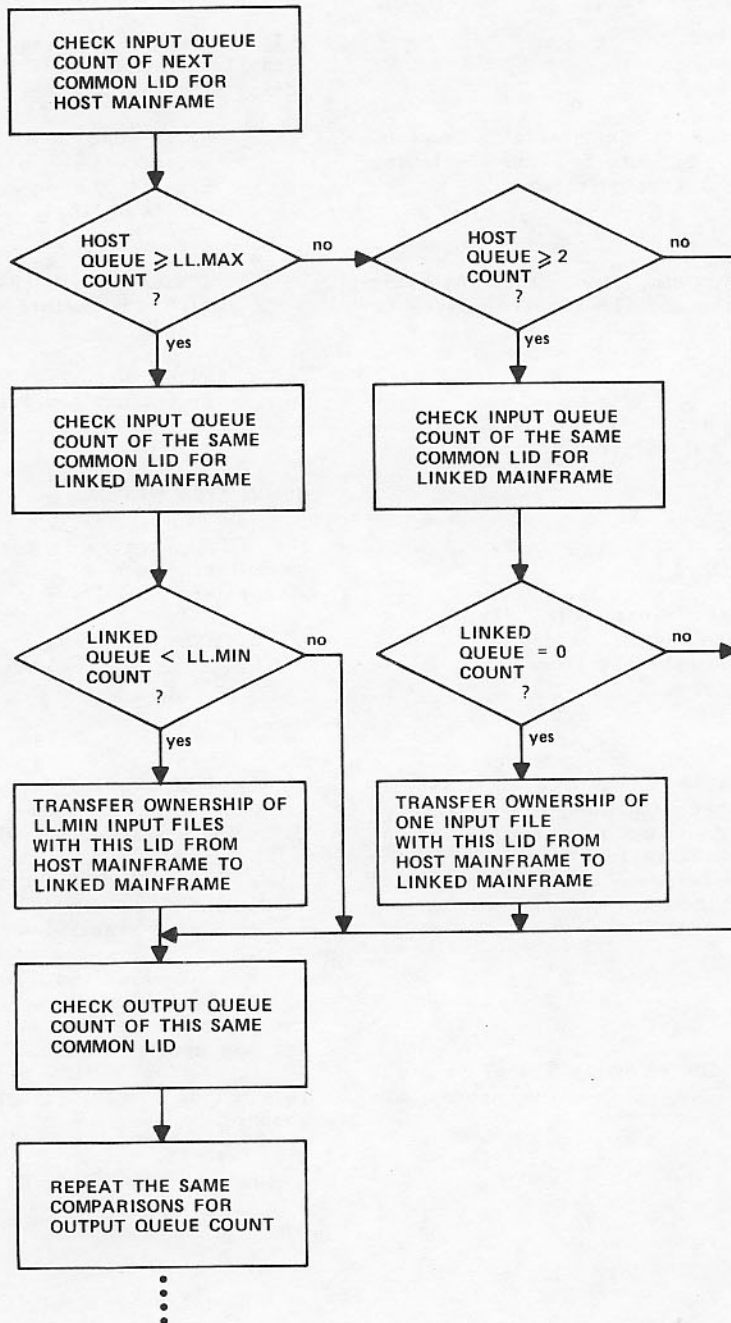 CHECK INPUT QUEUE
COUNT OF NEXT
COMMON LID FOR
HOST MAINFAME
HOST
QUEUE ⩾ LL.MAX
COUNT
?
no
yes
HOST
QUEUE ⩾ 2
COUNT
?
no
yes
CHECK INPUT QUEUE
COUNT OF THE SAME
COMMON LID FOR
LINKED MAINFRAME
CHECK INPUT QUEUE
COUNT OF THE SAME
COMMON LID FOR
LINKED MAINFRAME
LINKED
QUEUE < LL.MIN
COUNT
?
no
yes
LINKED
QUEUE = 0
COUNT
?
no
yes
TRANSFER OWNERSHIP OF
LL.MIN INPUT FILES
WITH THIS LID FROM
HOST MAINFRAME TO
LINKED MAINFRAME
TRANSFER OWNERSHIP OF
ONE INPUT FILE
WITH THIS LID FROM
HOST MAINFRAME TO
LINKED MAINFRAME
CHECK OUTPUT QUEUE
COUNT OF THIS SAME
COMMON LID
REPEAT THE SAME
COMPARISONS FOR
OUTPUT QUEUE COUNT